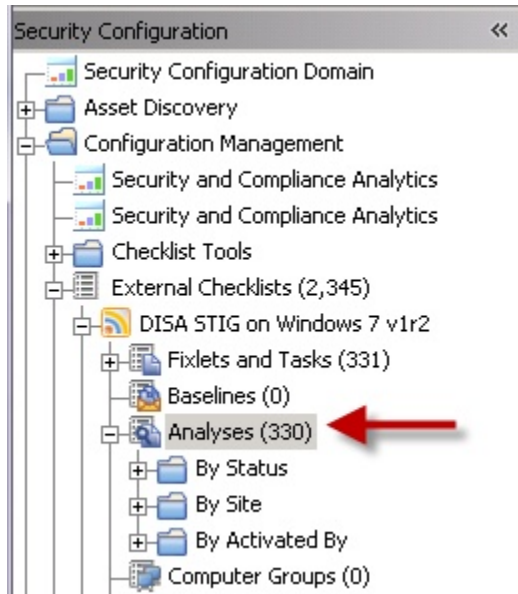 Security Configuration «
Security Configuration Domain
Asset Discovery
Configuration Management
Security and Compliance Analytics
Security and Compliance Analytics
Checklist Tools
External Checklists (2,345)
DISA STIG on Windows 7 v1r2
Fixlets and Tasks (331)
Baselines (0)
Analyses (330)
By Status
By Site
By Activated By
Computer Groups (0)